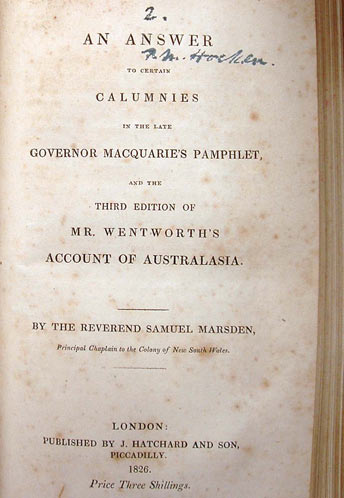 2.
AN ANSWER
T. M. Hocken.
TO CERTAIN
CALUMNIES
IN THE LATE
GOVERNOR MACQUARIE'S PAMPHLET,
AND THE
THIRD EDITION OF
MR. WENTWORTH'S
ACCOUNT OF AUSTRALASIA.
BY THE REVEREND SAMUEL MARSDEN,
Principal Chaplain to the Colony of New South Wales.
LONDON:
PUBLISHED BY J. HATCHARD AND SON,
PICCADILLY.
1826.
Price Three Shillings.